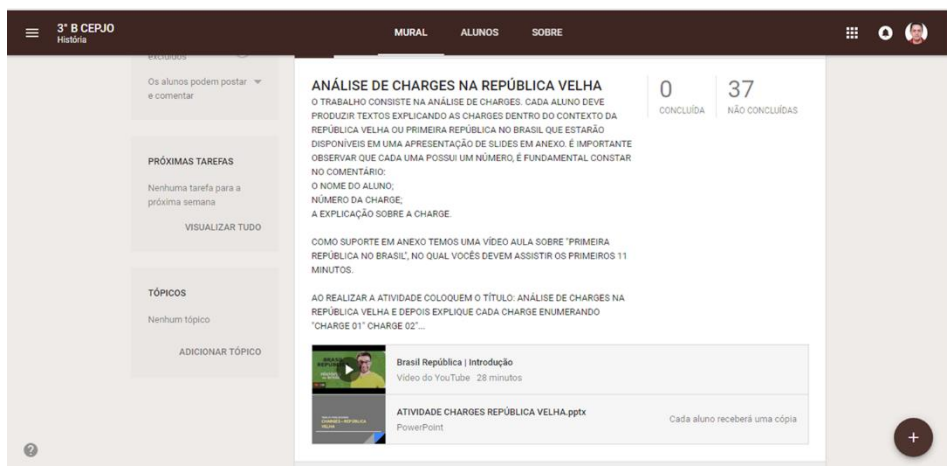 3° B CEPJO
História
MURAL
ALUNOS
SOBRE
excluídos
Os alunos podem postar
e comentar
PRÓXIMAS TAREFAS
Nenhuma tarefa para a
próxima semana
VISUALIZAR TUDO
TÓPICOS
Nenhum tópico
ADICIONAR TÓPICO
ANÁLISE DE CHARGES NA REPÚBLICA VELHA
O TRABALHO CONSISTE NA ANÁLISE DE CHARGES. CADA ALUNO DEVE
PRODUZIR TEXTOS EXPLICANDO AS CHARGES DENTRO DO CONTEXTO DA
REPÚBLICA VELHA OU PRIMEIRA REPÚBLICA NO BRASIL QUE ESTARÃO
DISPONÍVEIS EM UMA APRESENTAÇÃO DE SLIDES EM ANEXO. É IMPORTANTE
OBSERVAR QUE CADA UMA POSSUI UM NÚMERO, É FUNDAMENTAL CONSTAR
NO COMENTÁRIO:
O NOME DO ALUNO;
NÚMERO DA CHARGE;
A EXPLICAÇÃO SOBRE A CHARGE.
COMO SUPORTE EM ANEXO TEMOS UMA VÍDEO AULA SOBRE "PRIMEIRA
REPÚBLICA NO BRASIL", NO QUAL VOCÊS DEVEM ASSISTIR OS PRIMEIROS 11
MINUTOS.
AO REALIZAR A ATIVIDADE COLOQUEM O TÍTULO: ANÁLISE DE CHARGES NA
REPÚBLICA VELHA E DEPOIS EXPLIQUE CADA CHARGE ENUMERANDO
"CHARGE 01" CHARGE 02"...
0
CONCLUÍDA
37
NÃO CONCLUÍDAS
Brasil República | Introdução
Vídeo do YouTube 28 minutos
ATIVIDADE CHARGES REPÚBLICA VELHA.pptx
PowerPoint
Cada aluno receberá uma cópia